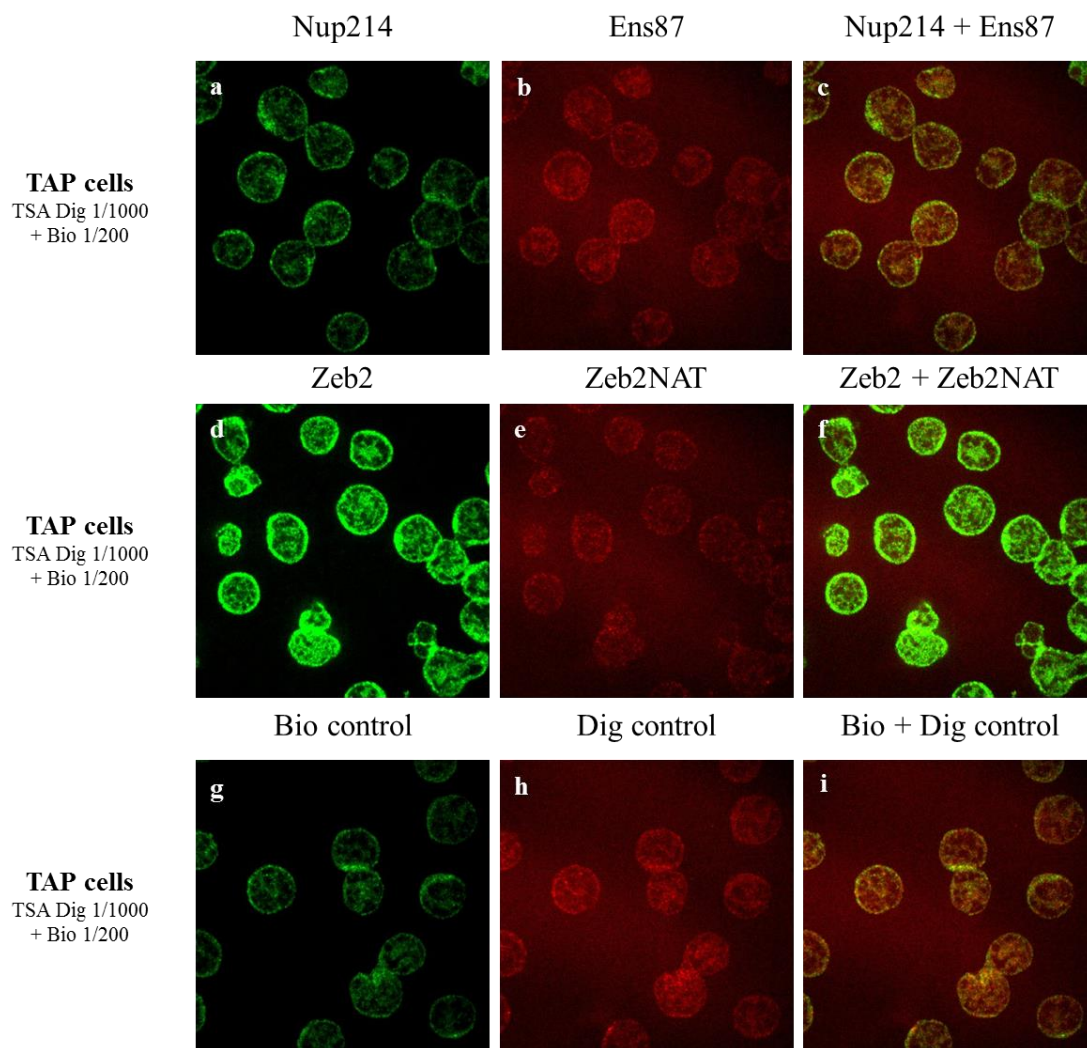 Nup214 Ens87 Nup214 + Ens87
a b c
TAP cells
TSA Dig 1/1000
+ Bio 1/200
Zeb2 Zeb2NAT Zeb2 + Zeb2NAT
d e f
TAP cells
TSA Dig 1/1000
+ Bio 1/200
Bio control Dig control Bio + Dig control
g h i
TAP cells
TSA Dig 1/1000
+ Bio 1/200